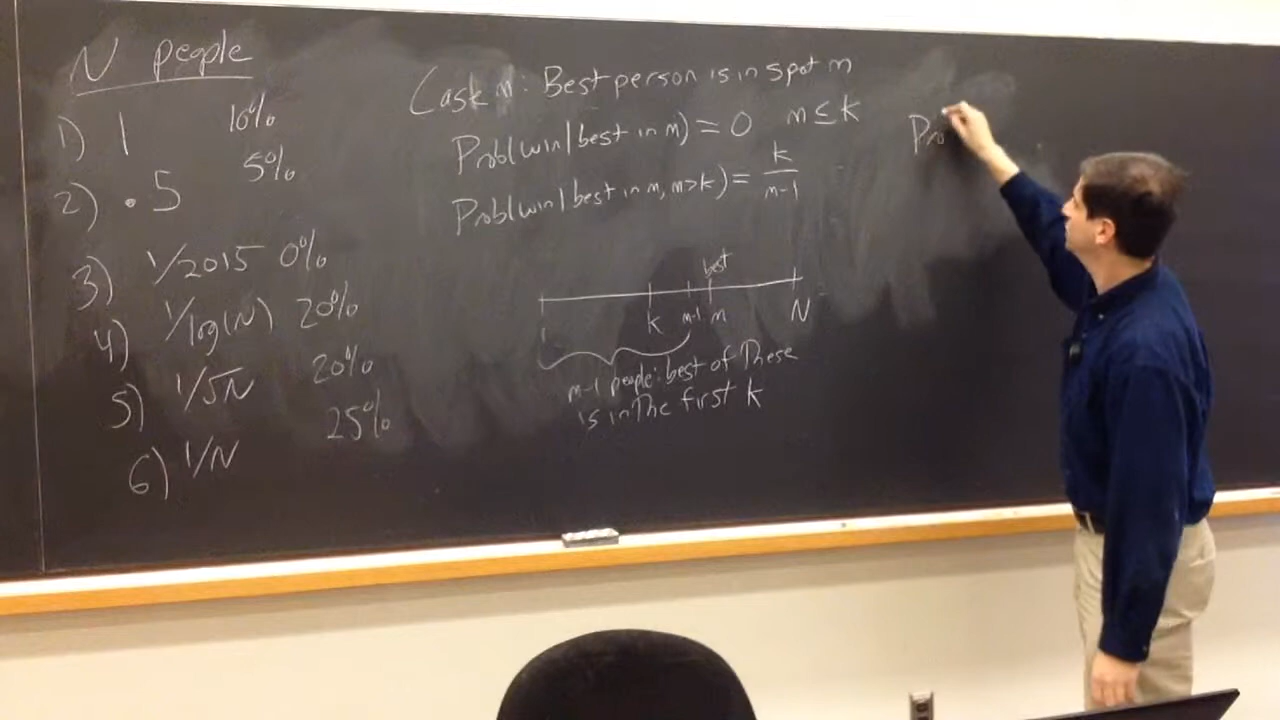 N people
1) 1 10%
2) .5 5%
3) 1/2015 0%
4) 1/log(N) 20%
5) 1/√N 20%
6) 1/N 25%
Case m: Best person is in spot m
Prob(win|best in m) = 0 m ≤ k
Prob(win|best in m, m>k) = k/m-1
best
1 k m-1 m N
m-1 people: best of These
is in The first k
Pro